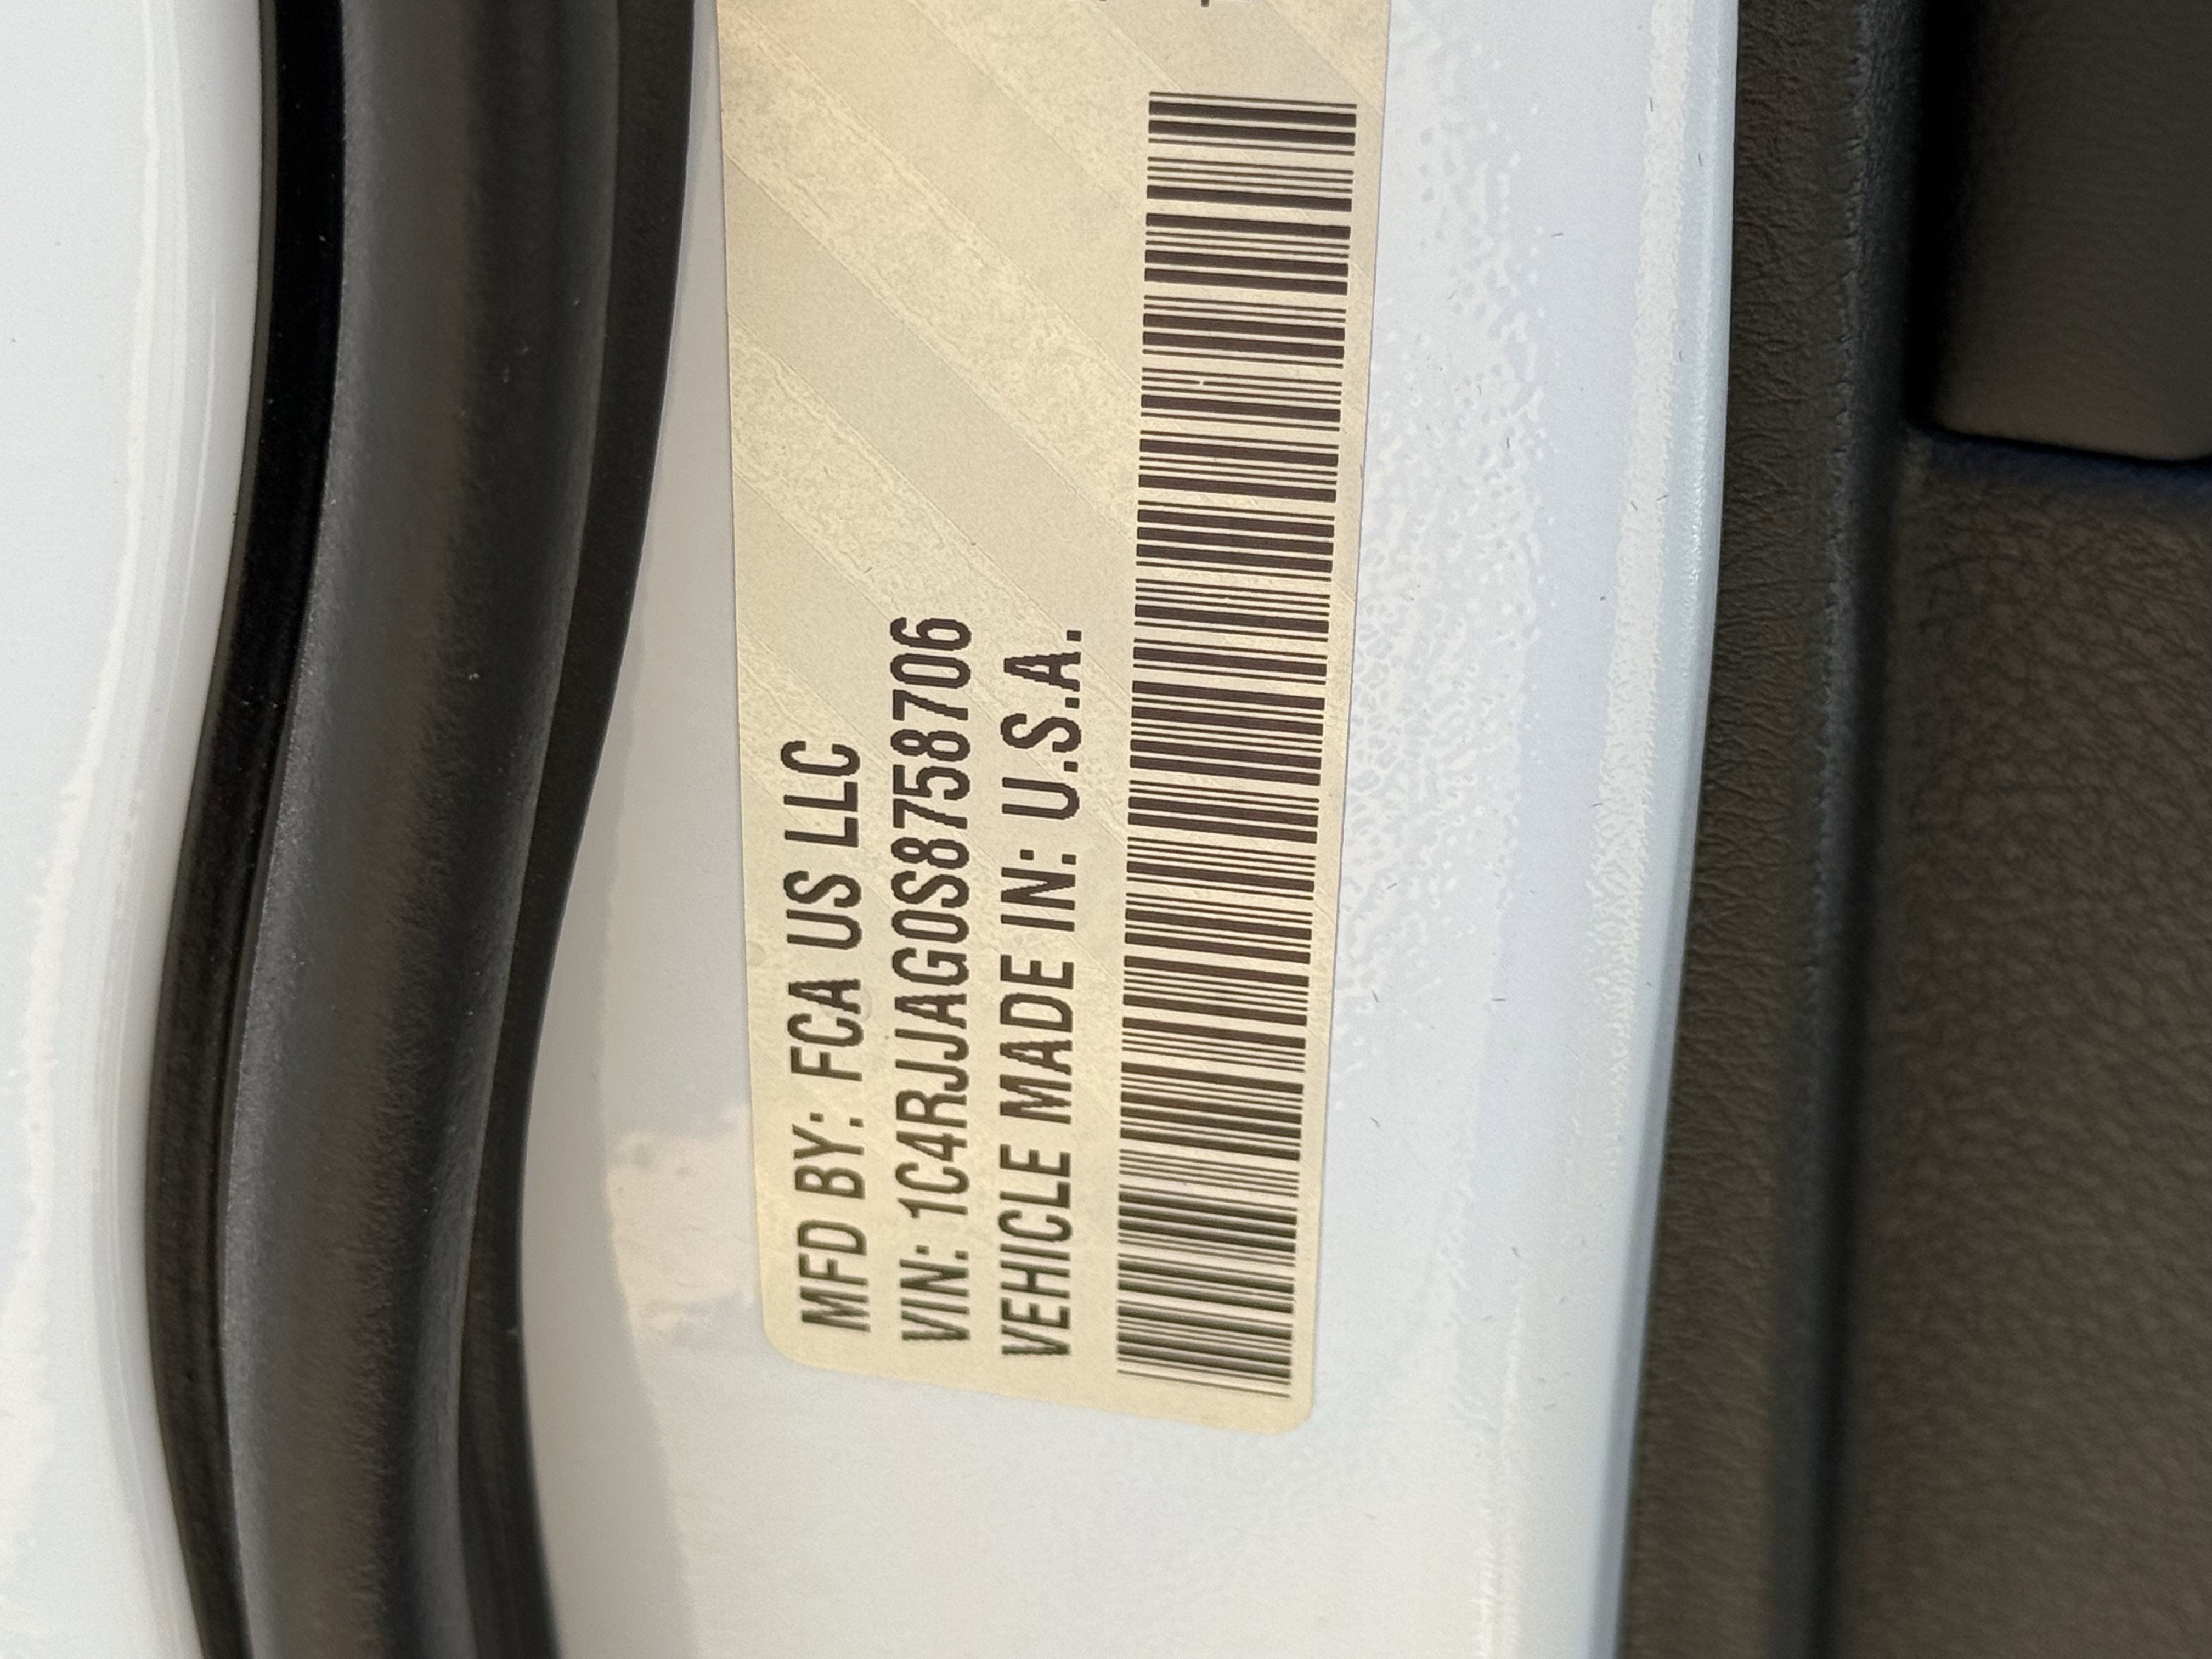 MFD BY: FCA US LLC
VIN: 1C4RJJAG0S8758706
VEHICLE MADE IN: U.S.A.